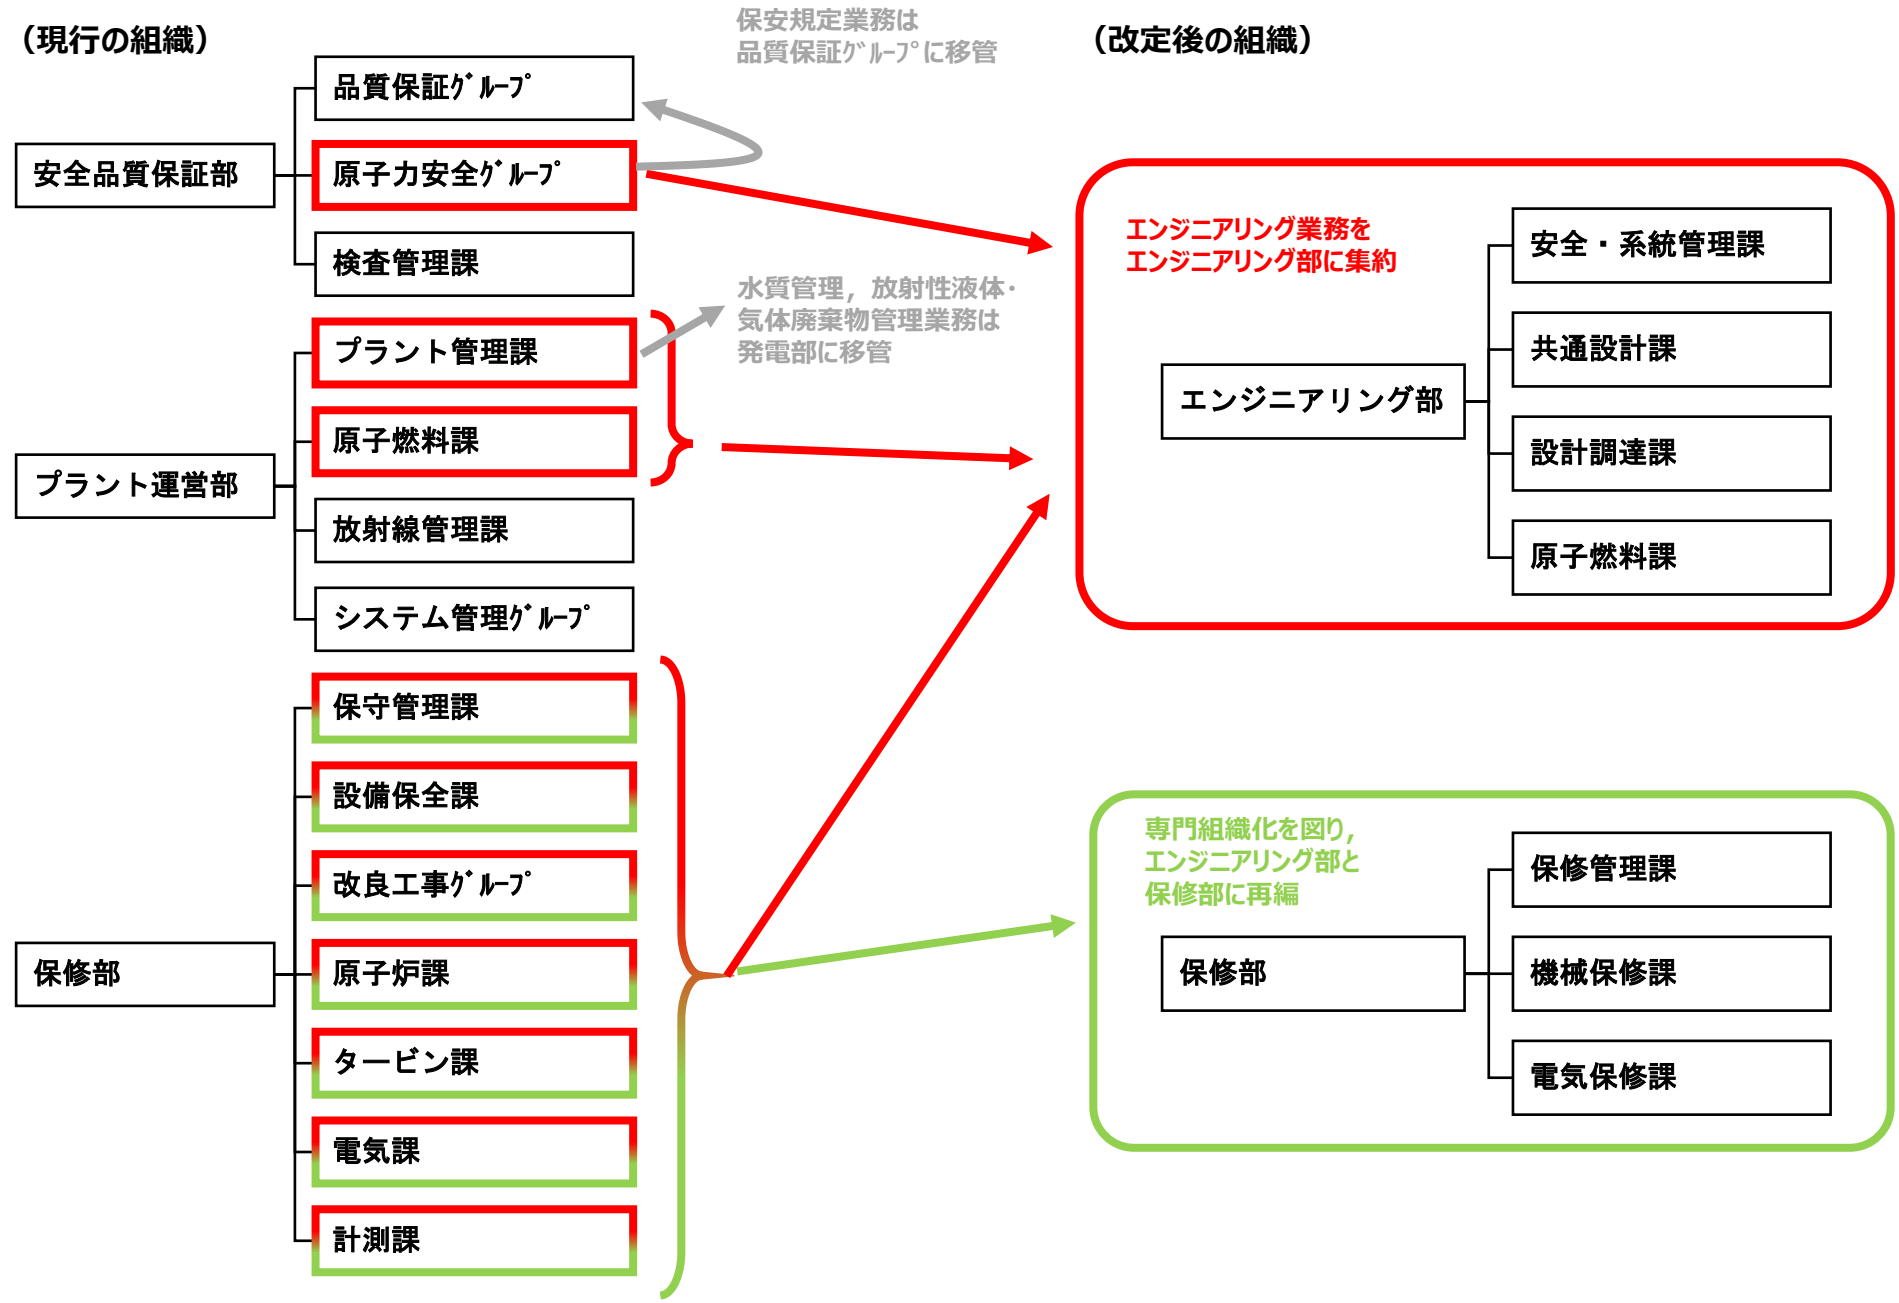 （現行の組織）
安全品質保証部
品質保証ｸﾞﾙｰﾌﾟ
原子力安全ｸﾞﾙｰﾌﾟ
検査管理課
プラント運営部
プラント管理課
原子燃料課
放射線管理課
システム管理ｸﾞﾙｰﾌﾟ
保修部
保守管理課
設備保全課
改良工事ｸﾞﾙｰﾌﾟ
原子炉課
タービン課
電気課
計測課
保安規定業務は
品質保証ｸﾞﾙｰﾌﾟに移管
水質管理，放射性液体・
気体廃棄物管理業務は
発電部に移管
（改定後の組織）
エンジニアリング業務を
エンジニアリング部に集約
エンジニアリング部
安全・系統管理課
共通設計課
設計調達課
原子燃料課
専門組織化を図り，
エンジニアリング部と
保修部に再編
保修部
保修管理課
機械保修課
電気保修課